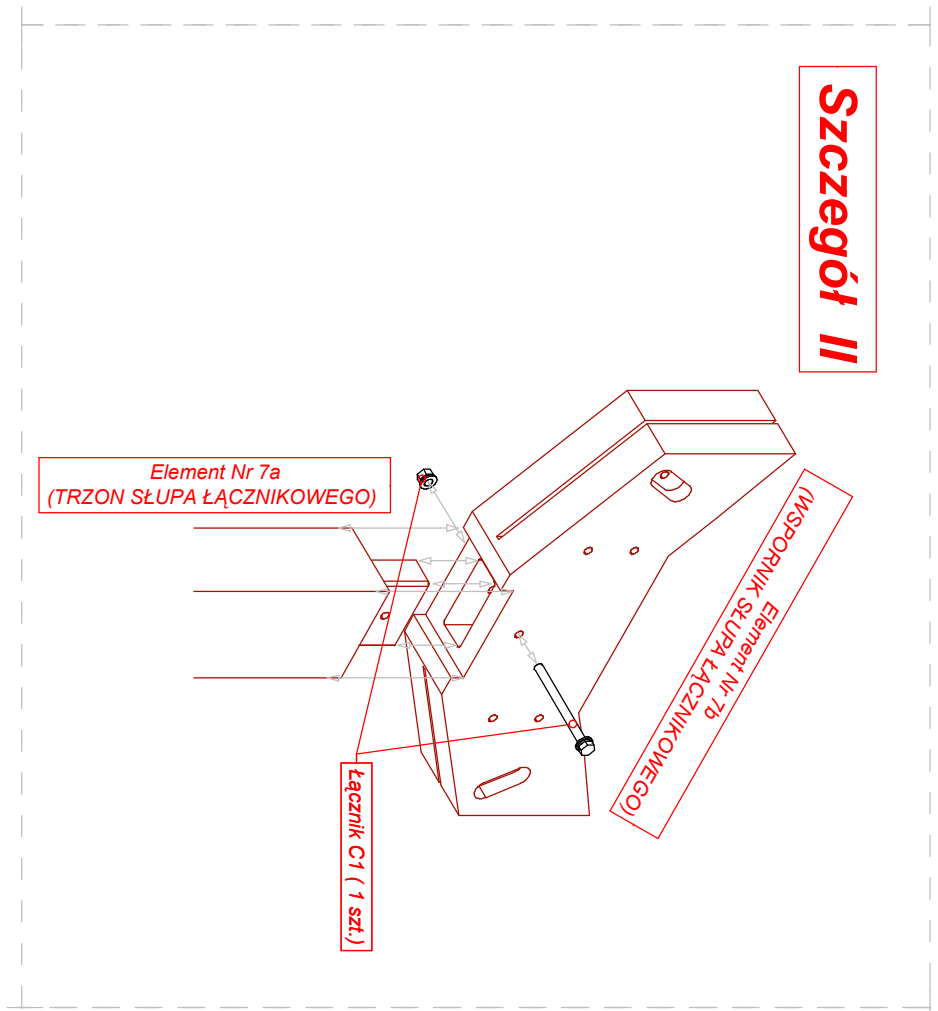 Szczegół II
Element Nr 7a
(TRZON SŁUPA ŁĄCZNIKOWEGO)
Element Nr 7b
(WSPORNIK SŁUPA ŁĄCZNIKOWEGO)
Łącznik C1 ( 1 szt.)